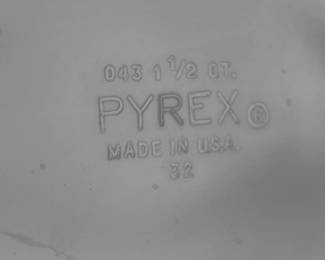 043 1 1/2 QT.
PYREX®
MADE IN U.S.A.
32